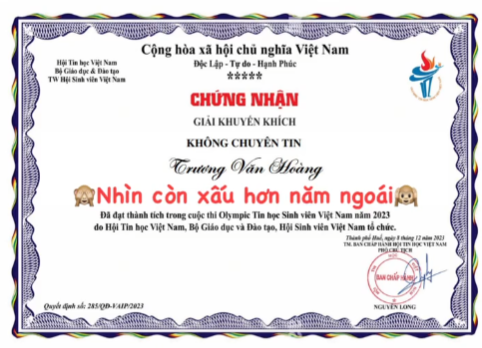 Cộng hòa xã hội chủ nghĩa Việt Nam
Độc Lập - Tự do - Hạnh Phúc
Hội Tin học Việt Nam
Bộ Giáo dục & Đào tạo
TW Hội Sinh viên Việt Nam
CHỨNG NHẬN
GIẢI KHUYẾN KHÍCH
KHÔNG CHUYÊN TIN
Trương Văn Hoàng
Nhìn còn xấu hơn năm ngoái
Đã đạt thành tích trong cuộc thi Olympic Tin học Sinh viên Việt Nam năm 2023
do Hội Tin học Việt Nam, Bộ Giáo dục và Đào tạo, Hội Sinh viên Việt Nam tổ chức.
Thành phố Huế, ngày 8 tháng 12 năm 2023
TM. BAN CHẤP HÀNH HỘI TIN HỌC VIỆT NAM
PHÓ CHỦ TỊCH
BAN CHẤP HÀNH
Quyết định số: 285/QĐ-VAIP/2023
NGUYỄN LONG